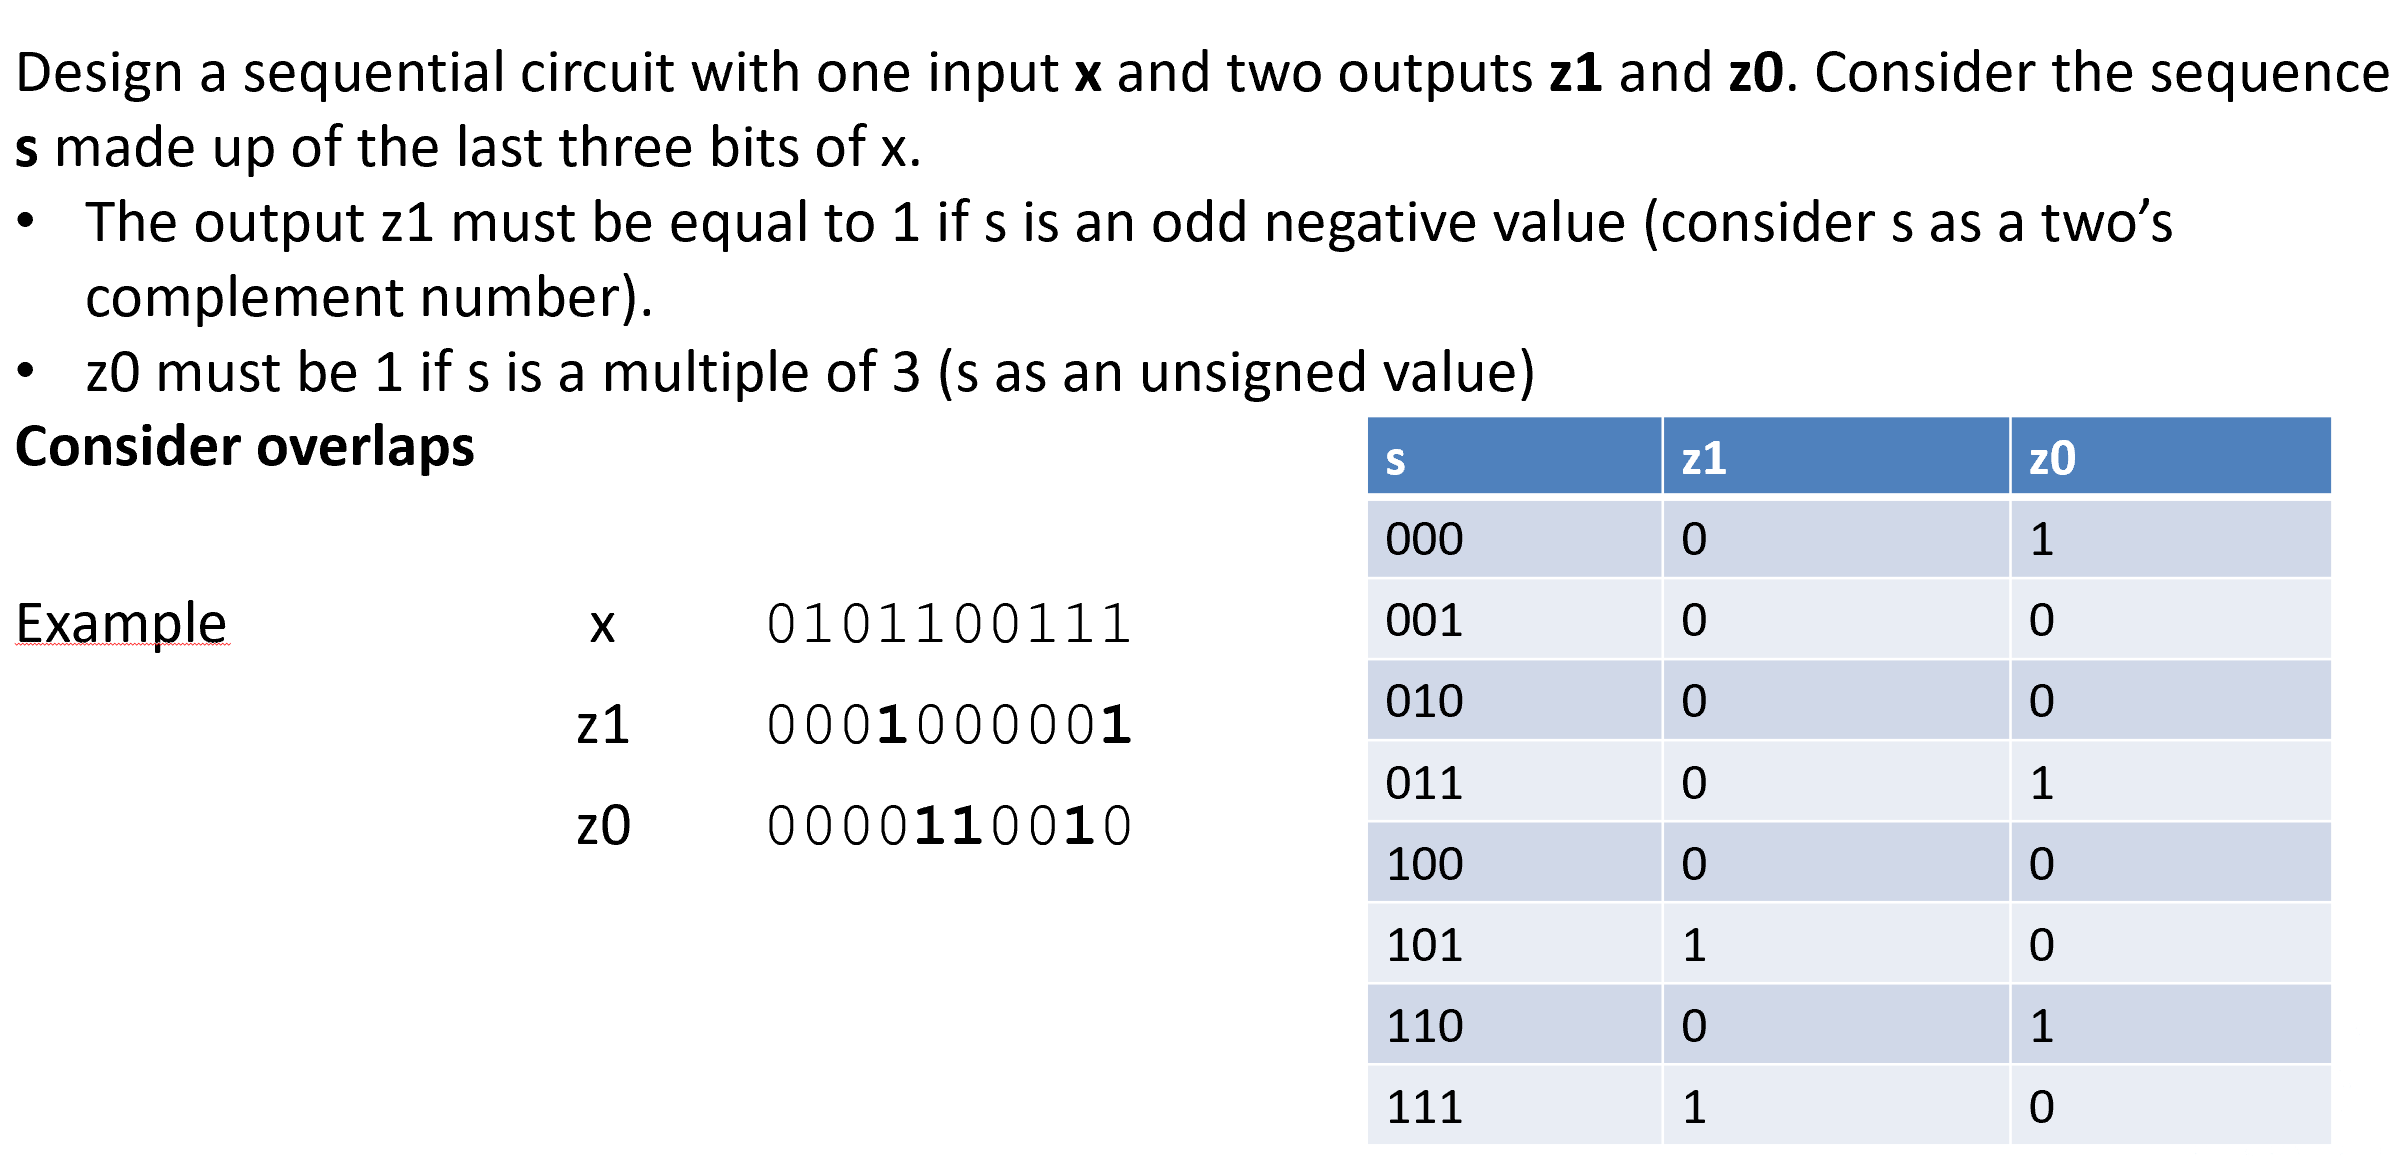 Design a sequential circuit with one input x and two outputs z1 and z0. Consider the sequence
s made up of the last three bits of x.
• The output z1 must be equal to 1 if s is an odd negative value (consider s as a two’s
complement number).
• z0 must be 1 if s is a multiple of 3 (s as an unsigned value)
Consider overlaps
Example x 0101100111
z1 0001000001
z0 0000110010
s z1 z0
000 0 1
001 0 0
010 0 0
011 0 1
100 0 0
101 1 0
110 0 1
111 1 0